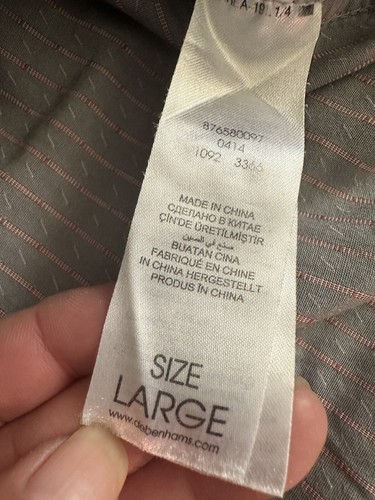 876580097
0414
1092 3366
MADE IN CHINA
СДЕЛАНО В КИТАЕ
ÇİN'DE ÜRETİLMİŞTİR
صنع في الصين
BUATAN CINA
FABRIQUÉ EN CHINE
IN CHINA HERGESTELLT
PRODUS ÎN CHINA
SIZE
LARGE
www.debenhams.com